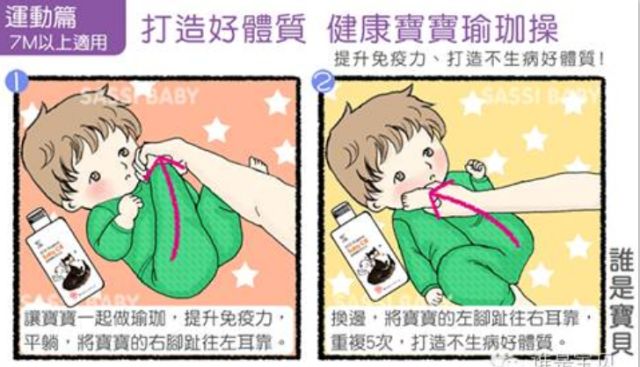 運動篇
7M以上適用
打造好體質 健康寶寶瑜珈操
提升免疫力、打造不生病好體質!
1
SASSI BABY
讓寶寶一起做瑜珈，提升免疫力，
平躺，將寶寶的右腳趾往左耳靠。
2
SASSI BABY
換邊，將寶寶的左腳趾往右耳靠，
重複5次，打造不生病好體質。
誰是寶貝